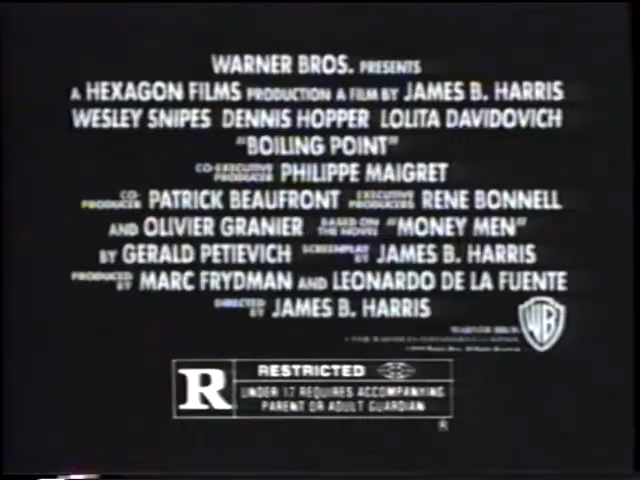 WARNER BROS. PRESENTS
A HEXAGON FILMS PRODUCTION A FILM BY JAMES B. HARRIS
WESLEY SNIPES DENNIS HOPPER LOLITA DAVIDOVICH
"BOILING POINT"
CO-EXECUTIVE PRODUCER PHILIPPE MAIGRET
CO-PRODUCER PATRICK BEAUFRONT EXECUTIVE PRODUCERS RENE BONNELL
AND OLIVIER GRANIER BASED ON THE NOVEL "MONEY MEN"
BY GERALD PETIEVICH SCREENPLAY BY JAMES B. HARRIS
PRODUCED BY MARC FRYDMAN AND LEONARDO DE LA FUENTE
DIRECTED BY JAMES B. HARRIS
WARNER BROS.
WB
R RESTRICTED
UNDER 17 REQUIRES ACCOMPANYING
PARENT OR ADULT GUARDIAN
R